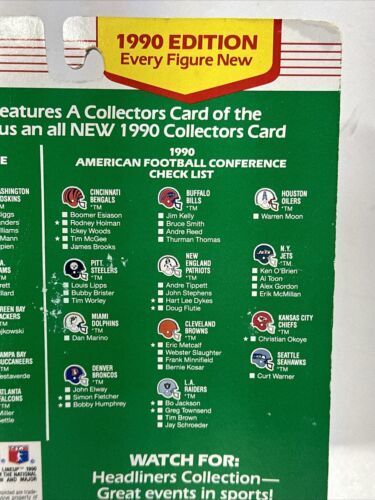 1990 EDITION
Every Figure New
eatures A Collectors Card of the
us an all NEW 1990 Collectors Card
1990
AMERICAN FOOTBALL CONFERENCE
CHECK LIST
CINCINNATI
BENGALS
™
Boomer Esiason
★ Rodney Holman
Ickey Woods
★ Tim McGee
James Brooks
PITT.
STEELERS
™
Louis Lipps
Bubby Brister
Tim Worley
MIAMI
DOLPHINS
™
Dan Marino
DENVER
BRONCOS
™
John Elway
★ Simon Fletcher
★ Bobby Humphrey
BUFFALO
BILLS
™
Jim Kelly
Bruce Smith
Andre Reed
Thurman Thomas
NEW
ENGLAND
PATRIOTS
™
Andre Tippett
John Stephens
★ Hart Lee Dykes
★ Doug Flutie
CLEVELAND
BROWNS
™
★ Eric Metcalf
Webster Slaughter
Frank Minnifield
Bernie Kosar
L.A.
RAIDERS
™
★ Bo Jackson
★ Greg Townsend
Tim Brown
Jay Schroeder
HOUSTON
OILERS
™
Warren Moon
N.Y.
JETS
™
Ken O'Brien
Al Toon
Alex Gordon
Erik McMillan
KANSAS CITY
CHIEFS
™
★ Christian Okoye
SEATTLE
SEAHAWKS
™
Curt Warner
WATCH FOR:
Headliners Collection—
Great events in sports!